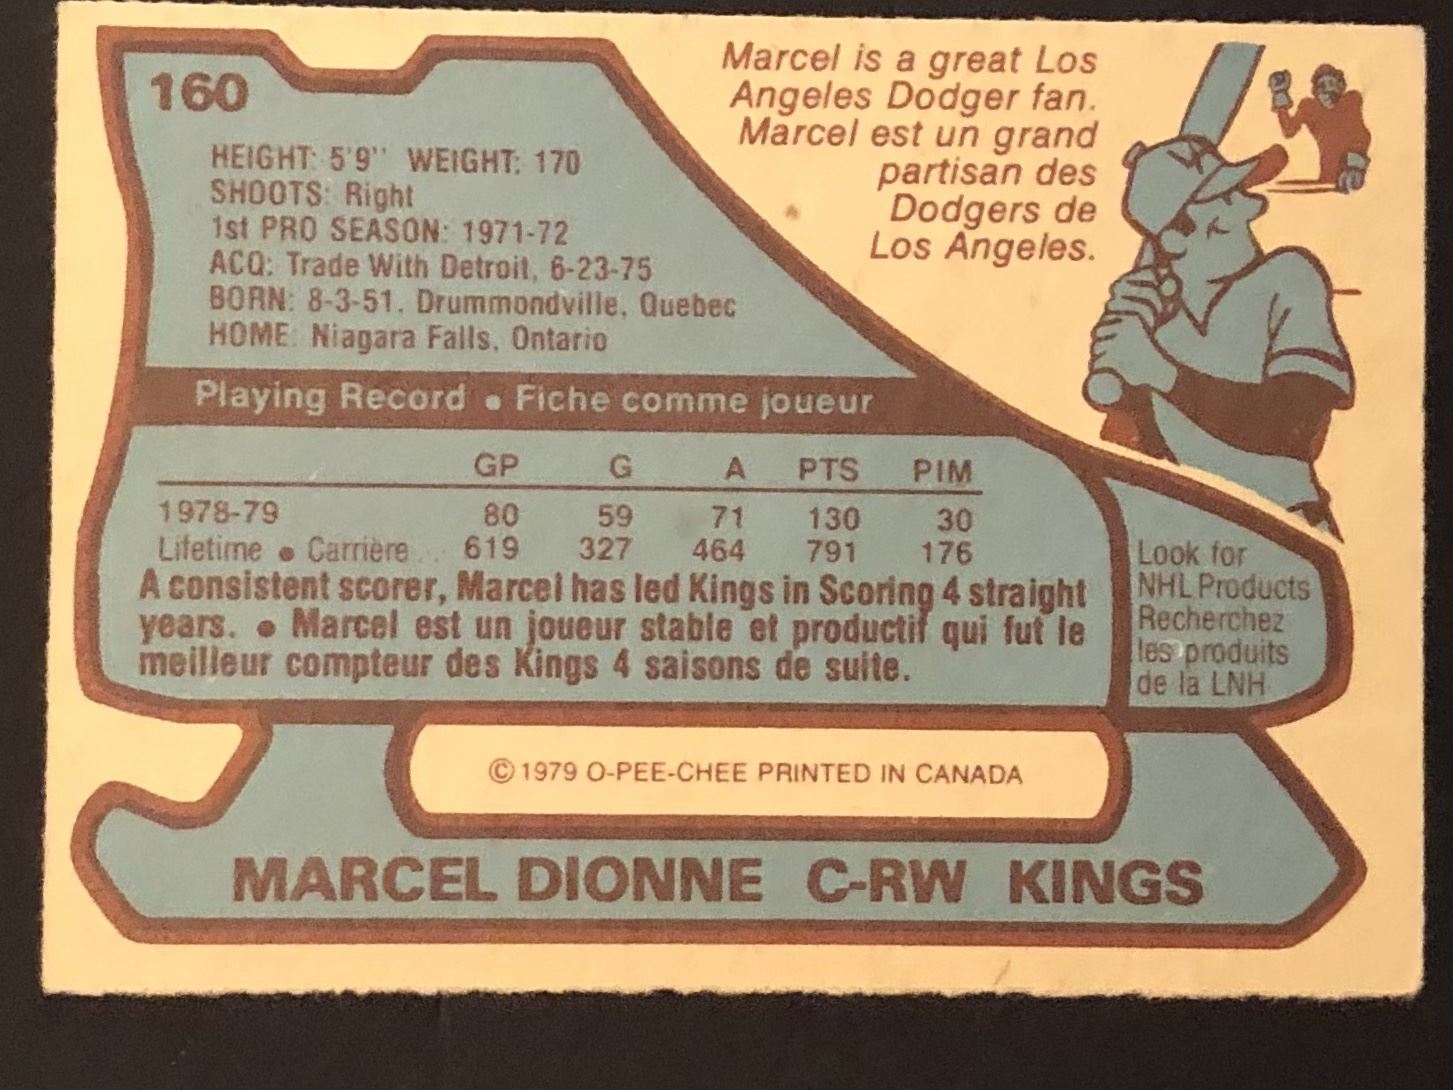 160
HEIGHT: 5'9" WEIGHT: 170
SHOOTS: Right
1st PRO SEASON: 1971-72
ACQ: Trade With Detroit, 6-23-75
BORN: 8-3-51, Drummondville, Quebec
HOME: Niagara Falls, Ontario
Marcel is a great Los
Angeles Dodger fan.
Marcel est un grand
partisan des
Dodgers de
Los Angeles.
Playing Record • Fiche comme joueur
GP G A PTS PIM
1978-79 80 59 71 130 30
Lifetime • Carrière .. 619 327 464 791 176
A consistent scorer, Marcel has led Kings in Scoring 4 straight
years. • Marcel est un joueur stable et productif qui fut le
meilleur compteur des Kings 4 saisons de suite.
Look for
NHL Products
Recherchez
les produits
de la LNH
© 1979 O-PEE-CHEE PRINTED IN CANADA
MARCEL DIONNE C-RW KINGS